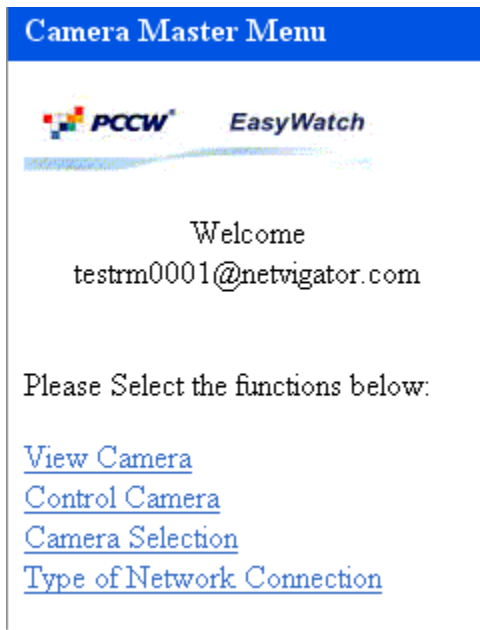 Camera Master Menu
PCCW EasyWatch
Welcome
testrm0001@netvigator.com
Please Select the functions below:
View Camera
Control Camera
Camera Selection
Type of Network Connection